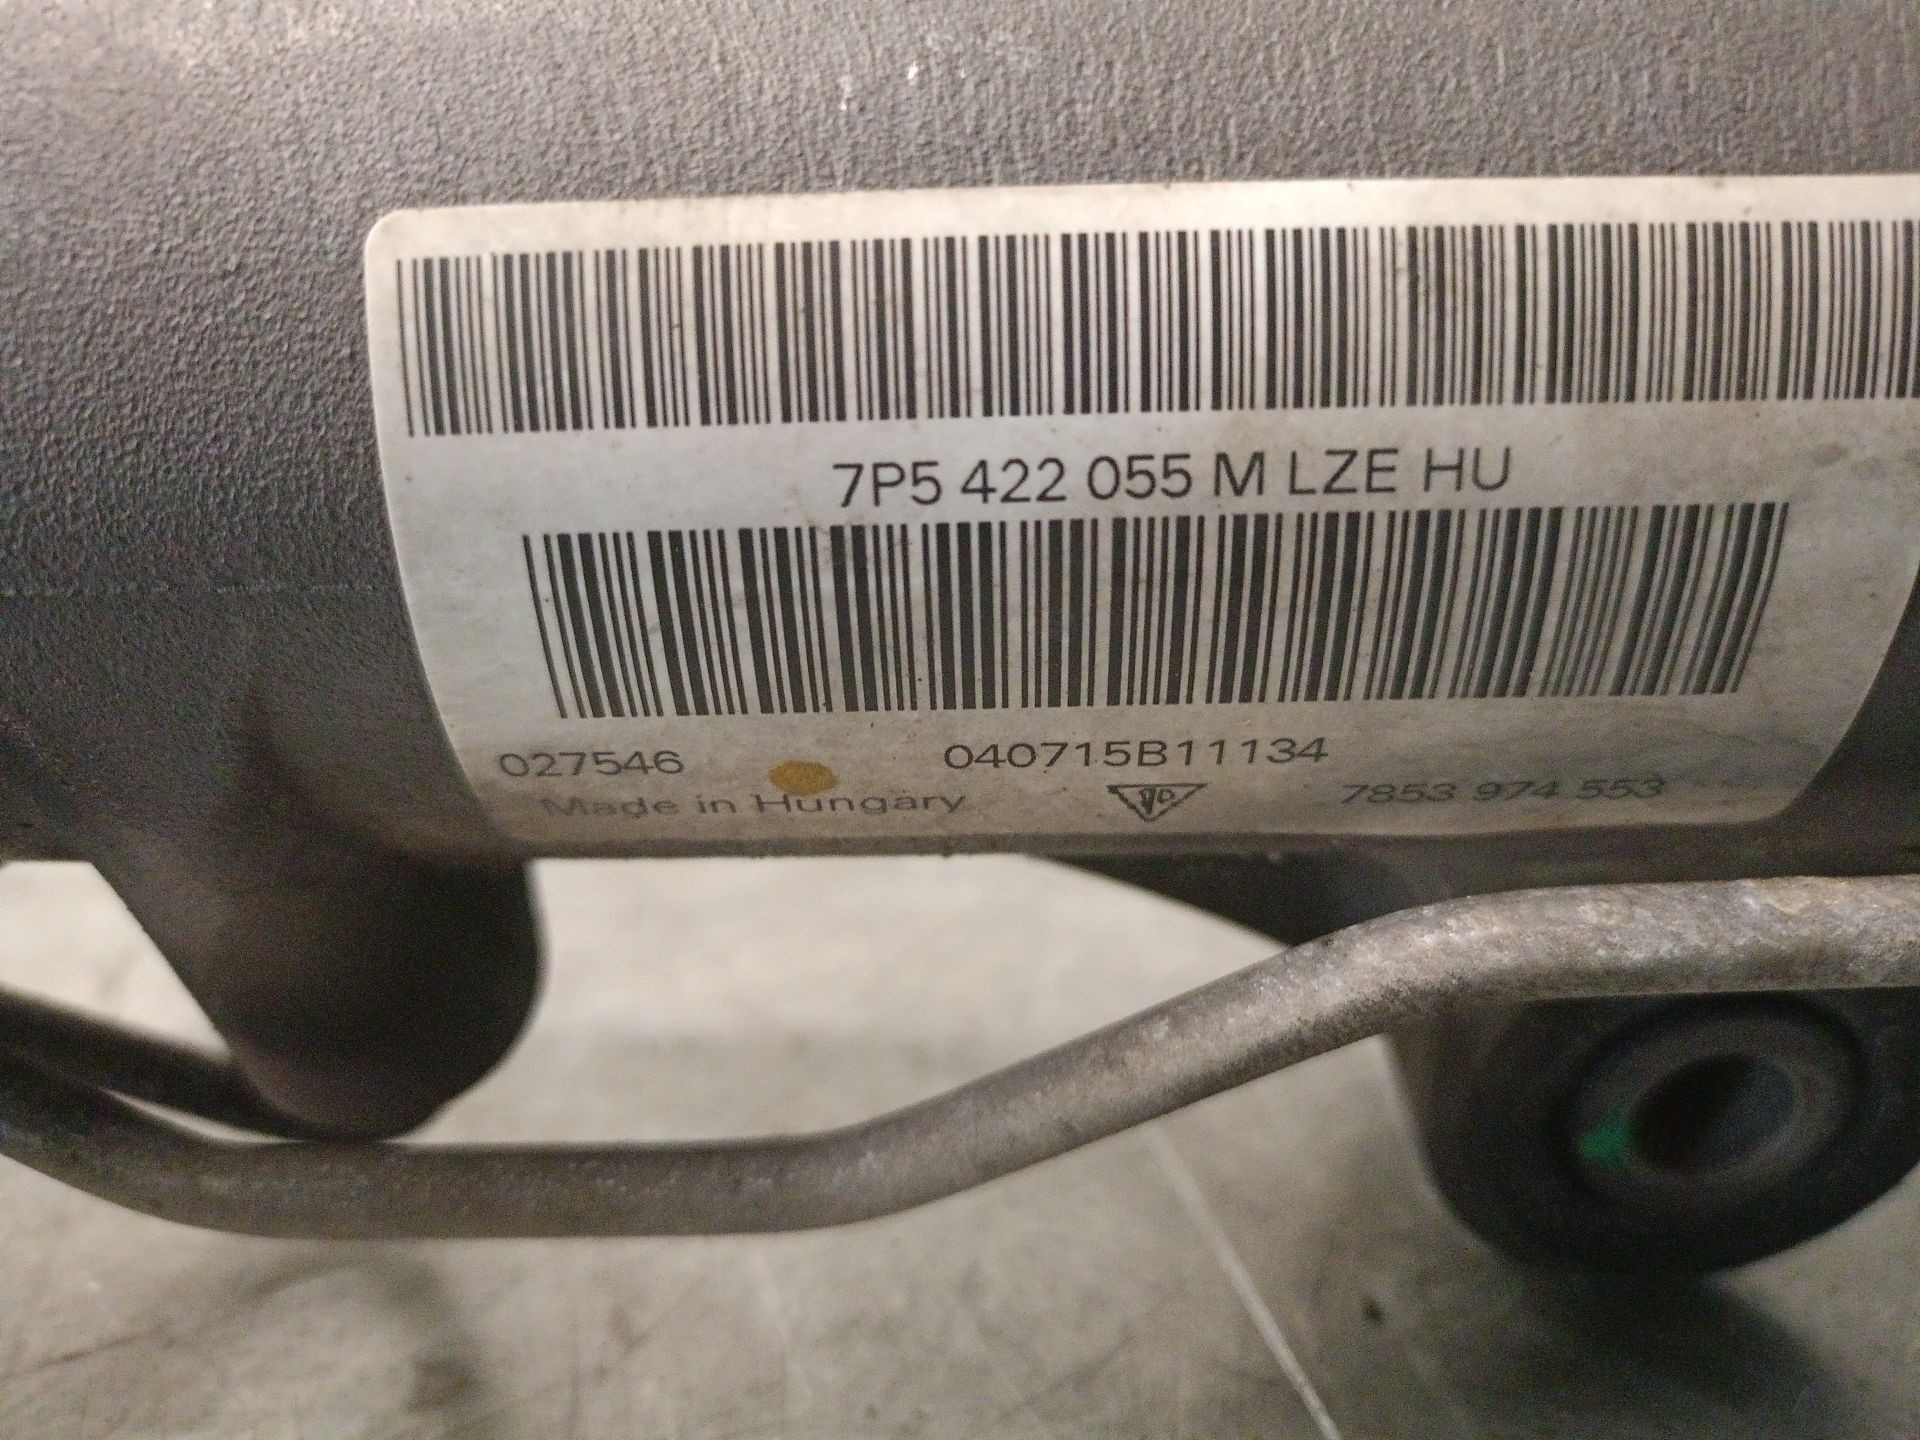 7P5 422 055 M LZE HU
027546 040715B11134
Made in Hungary 7853 974 553